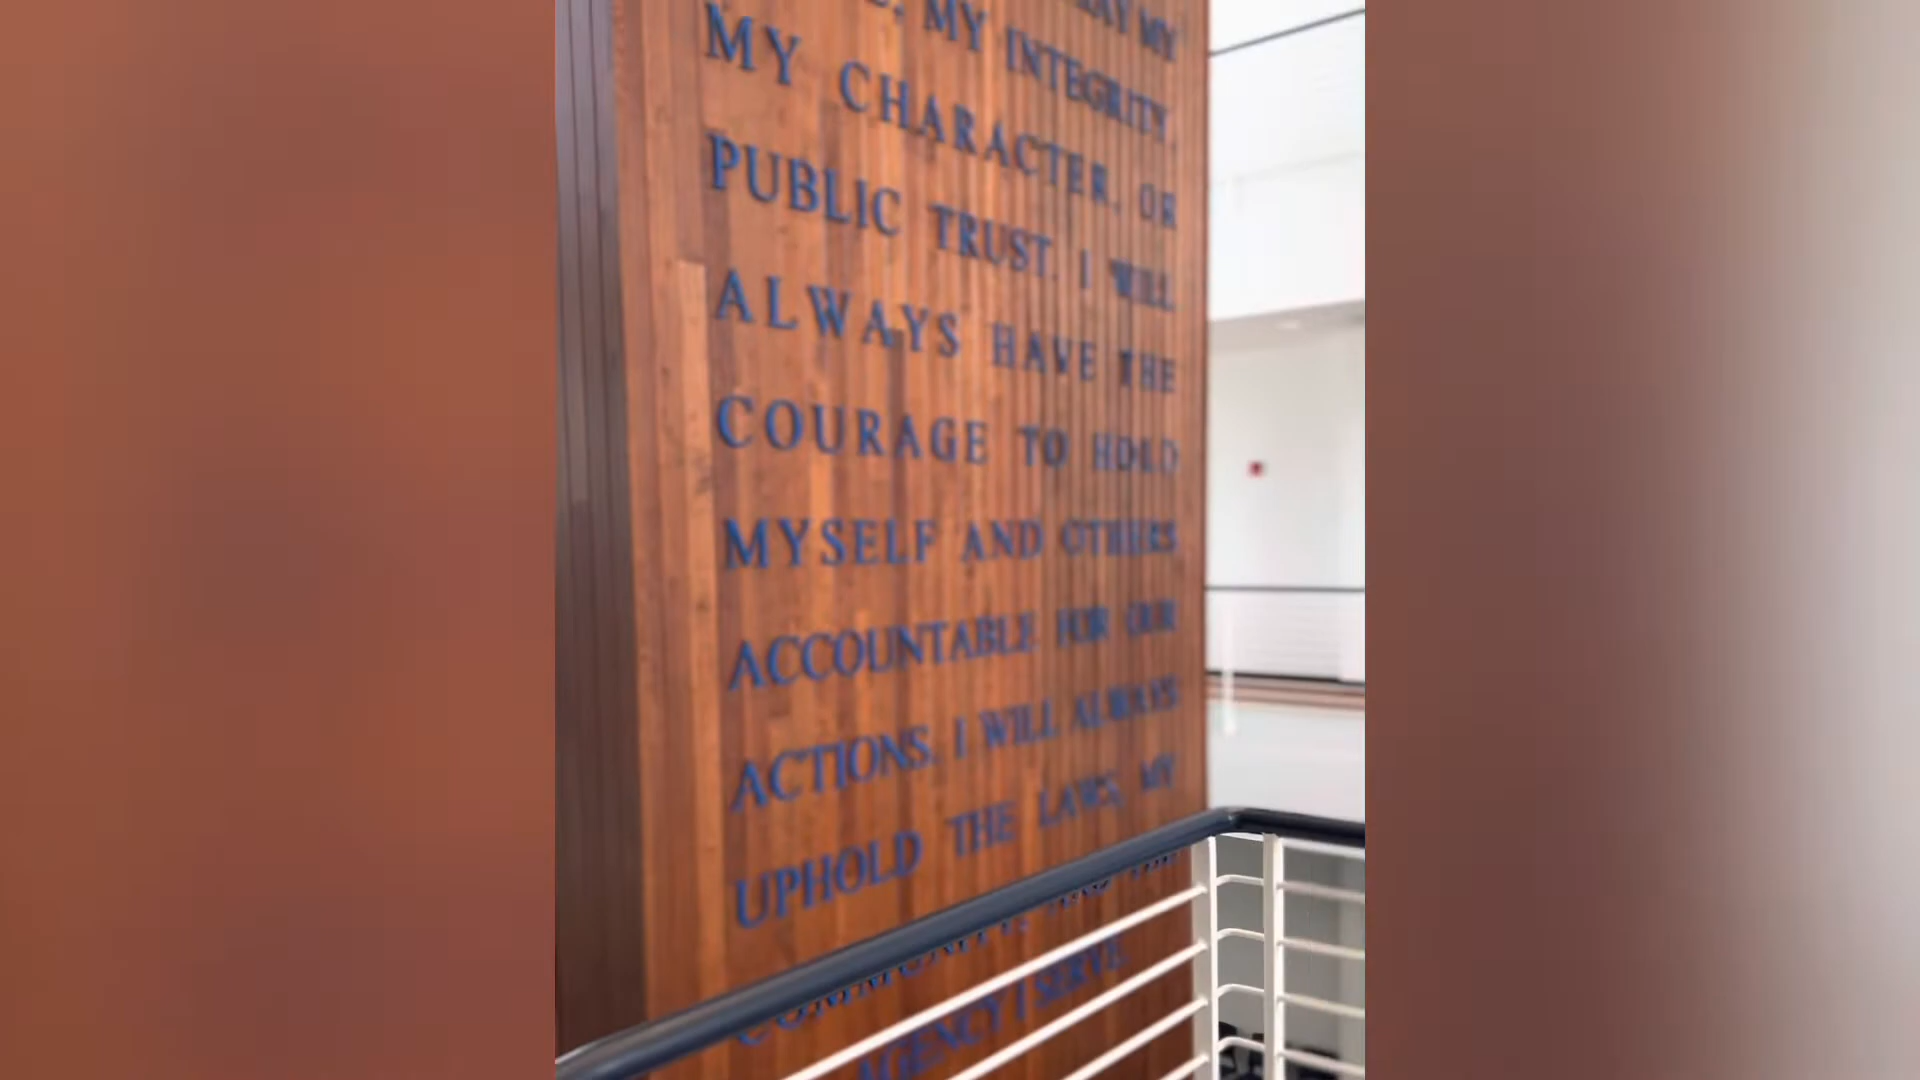 MY INTEGRITY,
MY CHARACTER, OR
PUBLIC TRUST. I WILL
ALWAYS HAVE THE
COURAGE TO HOLD
MYSELF AND OTHERS
ACCOUNTABLE FOR OUR
ACTIONS. I WILL ALWAYS
UPHOLD THE LAWS, MY
COMMUNITY,
AGENCY I SERVE.